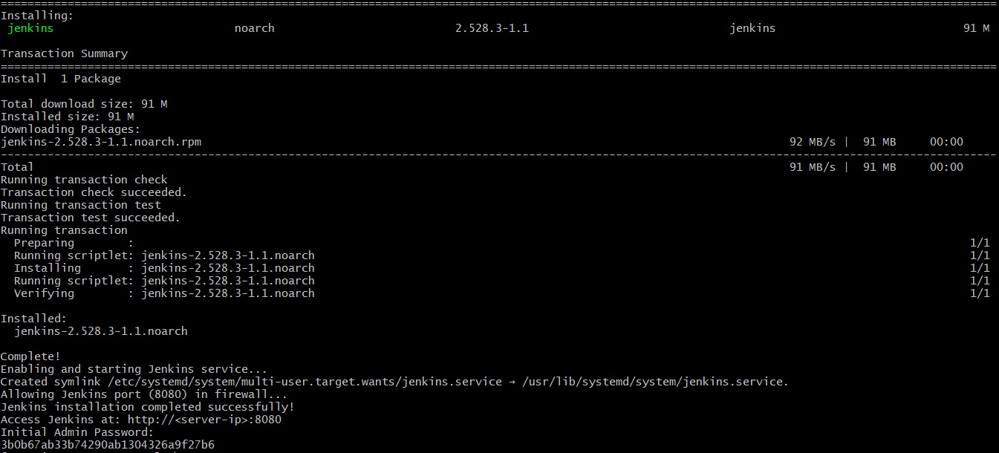 ================================================================================
Installing:
jenkins noarch 2.528.3-1.1 jenkins 91 M
Transaction Summary
================================================================================
Install 1 Package
Total download size: 91 M
Installed size: 91 M
Downloading Packages:
jenkins-2.528.3-1.1.noarch.rpm 92 MB/s | 91 MB 00:00
--------------------------------------------------------------------------------
Total 91 MB/s | 91 MB 00:00
Running transaction check
Transaction check succeeded.
Running transaction test
Transaction test succeeded.
Running transaction
Preparing : 1/1
Running scriptlet: jenkins-2.528.3-1.1.noarch 1/1
Installing : jenkins-2.528.3-1.1.noarch 1/1
Running scriptlet: jenkins-2.528.3-1.1.noarch 1/1
Verifying : jenkins-2.528.3-1.1.noarch 1/1
Installed:
jenkins-2.528.3-1.1.noarch
Complete!
Enabling and starting Jenkins service...
Created symlink /etc/systemd/system/multi-user.target.wants/jenkins.service → /usr/lib/systemd/system/jenkins.service.
Allowing Jenkins port (8080) in firewall...
Jenkins installation completed successfully!
Access Jenkins at: http://<server-ip>:8080
Initial Admin Password:
3b0b67ab33b74290ab1304326a9f27b6